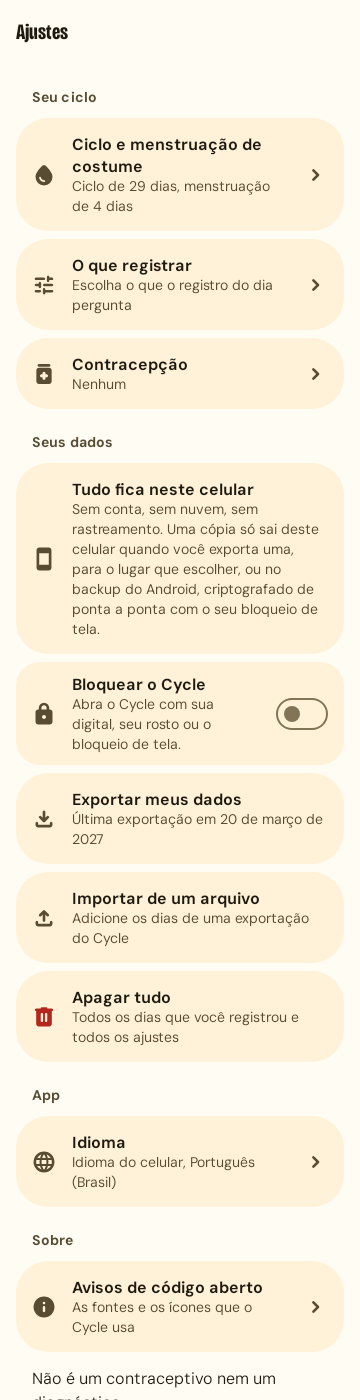 Ajustes
Seu ciclo
Ciclo e menstruação de
costume
Ciclo de 29 dias, menstruação
de 4 dias
O que registrar
Escolha o que o registro do dia
pergunta
Contracepção
Nenhum
Seus dados
Tudo fica neste celular
Sem conta, sem nuvem, sem
rastreamento. Uma cópia só sai deste
celular quando você exporta uma,
para o lugar que escolher, ou no
backup do Android, criptografado de
ponta a ponta com o seu bloqueio de
tela.
Bloquear o Cycle
Abra o Cycle com sua
digital, seu rosto ou o
bloqueio de tela.
Exportar meus dados
Última exportação em 20 de março de
2027
Importar de um arquivo
Adicione os dias de uma exportação
do Cycle
Apagar tudo
Todos os dias que você registrou e
todos os ajustes
App
Idioma
Idioma do celular, Português
(Brasil)
Sobre
Avisos de código aberto
As fontes e os ícones que o
Cycle usa
Não é um contraceptivo nem um